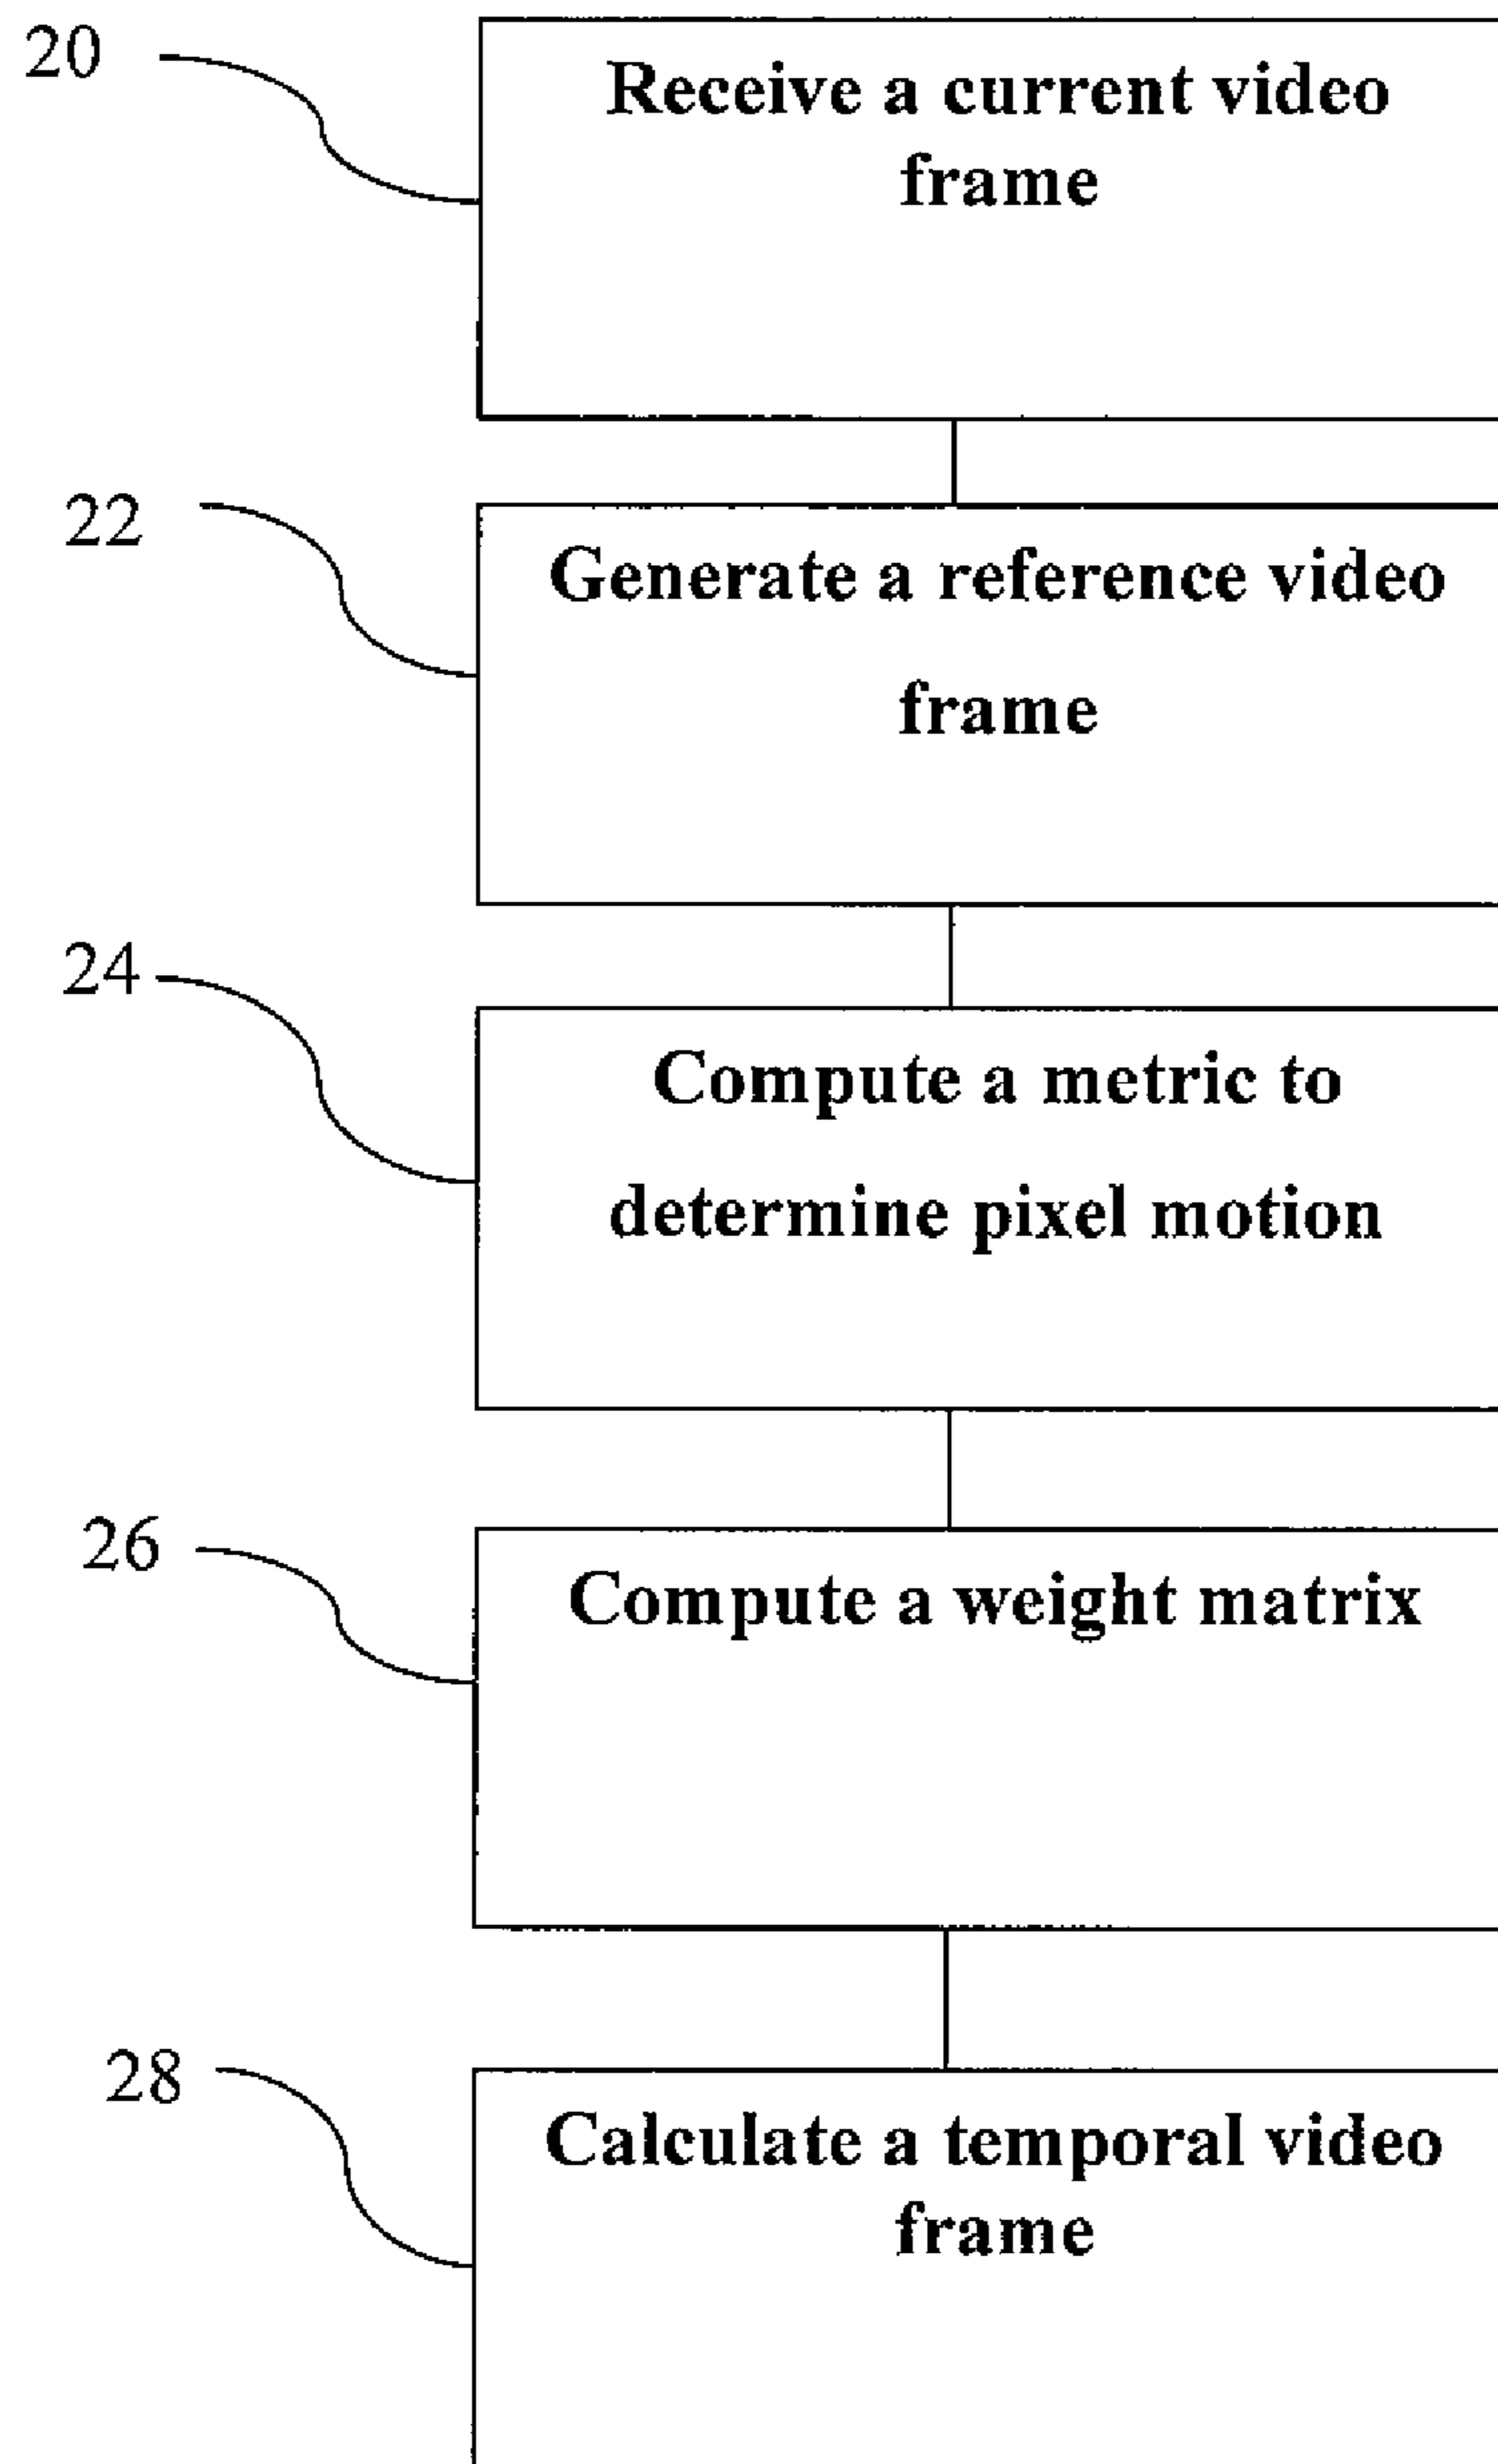 20
Receive a current video
frame
22
Generate a reference video
frame
24
Compute a metric to
determine pixel motion
26
Compute a weight matrix
28
Calculate a temporal video
frame